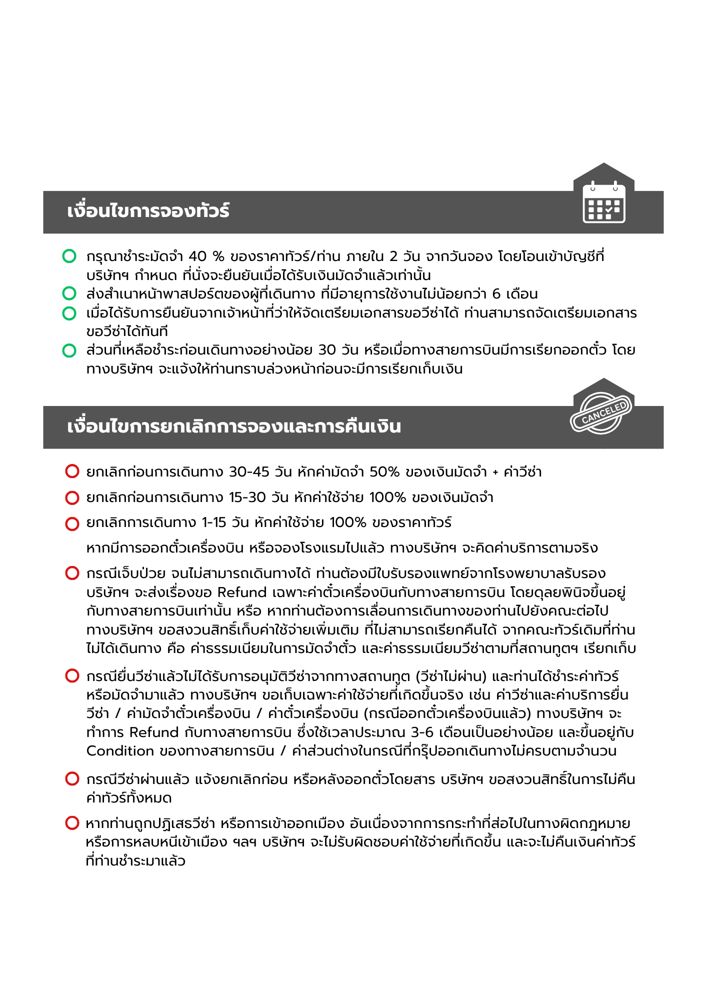 เงื่อนไขการจองทัวร์
กรุณาชำระมัดจำ 40 % ของราคาทัวร์/ท่าน ภายใน 2 วัน จากวันจอง โดยโอนเข้าบัญชีที่
บริษัทฯ กำหนด ที่นั่งจะยืนยันเมื่อได้รับเงินมัดจำแล้วเท่านั้น
ส่งสำเนาหน้าพาสปอร์ตของผู้ที่เดินทาง ที่มีอายุการใช้งานไม่น้อยกว่า 6 เดือน
เมื่อได้รับการยืนยันจากเจ้าหน้าที่ว่าให้จัดเตรียมเอกสารขอวีซ่าได้ ท่านสามารถจัดเตรียมเอกสาร
ขอวีซ่าได้ทันที
ส่วนที่เหลือชำระก่อนเดินทางอย่างน้อย 30 วัน หรือเมื่อทางสายการบินมีการเรียกออกตั๋ว โดย
ทางบริษัทฯ จะแจ้งให้ท่านทราบล่วงหน้าก่อนจะมีการเรียกเก็บเงิน
CANCELED
เงื่อนไขการยกเลิกการจองและการคืนเงิน
ยกเลิกก่อนการเดินทาง 30-45 วัน หักค่ามัดจำ 50% ของเงินมัดจำ + ค่าวีซ่า
ยกเลิกก่อนการเดินทาง 15-30 วัน หักค่าใช้จ่าย 100% ของเงินมัดจำ
ยกเลิกการเดินทาง 1-15 วัน หักค่าใช้จ่าย 100% ของราคาทัวร์
หากมีการออกตั๋วเครื่องบิน หรือจองโรงแรมไปแล้ว ทางบริษัทฯ จะคิดค่าบริการตามจริง
กรณีเจ็บป่วย จนไม่สามารถเดินทางได้ ท่านต้องมีใบรับรองแพทย์จากโรงพยาบาลรับรอง
บริษัทฯ จะส่งเรื่องขอ Refund เฉพาะค่าตั๋วเครื่องบินกับทางสายการบิน โดยดุลยพินิจขึ้นอยู่
กับทางสายการบินเท่านั้น หรือ หากท่านต้องการเลื่อนการเดินทางของท่านไปยังคณะต่อไป
ทางบริษัทฯ ขอสงวนสิทธิ์เก็บค่าใช้จ่ายเพิ่มเติม ที่ไม่สามารถเรียกคืนได้ จากคณะทัวร์เดิมที่ท่าน
ไม่ได้เดินทาง คือ ค่าธรรมเนียมในการมัดจำตั๋ว และค่าธรรมเนียมวีซ่าตามที่สถานทูตฯ เรียกเก็บ
กรณียื่นวีซ่าแล้วไม่ได้รับการอนุมัติวีซ่าจากทางสถานทูต (วีซ่าไม่ผ่าน) และท่านได้ชำระค่าทัวร์
หรือมัดจำมาแล้ว ทางบริษัทฯ ขอเก็บเฉพาะค่าใช้จ่ายที่เกิดขึ้นจริง เช่น ค่าวีซ่าและค่าบริการยื่น
วีซ่า / ค่ามัดจำตั๋วเครื่องบิน / ค่าตั๋วเครื่องบิน (กรณีออกตั๋วเครื่องบินแล้ว) ทางบริษัทฯ จะ
ทำการ Refund กับทางสายการบิน ซึ่งใช้เวลาประมาณ 3-6 เดือนเป็นอย่างน้อย และขึ้นอยู่กับ
Condition ของทางสายการบิน / ค่าส่วนต่างในกรณีที่กรุ๊ปออกเดินทางไม่ครบตามจำนวน
กรณีวีซ่าผ่านแล้ว แจ้งยกเลิกก่อน หรือหลังออกตั๋วโดยสาร บริษัทฯ ขอสงวนสิทธิ์ในการไม่คืน
ค่าทัวร์ทั้งหมด
หากท่านถูกปฏิเสธวีซ่า หรือการเข้าออกเมือง อันเนื่องจากการกระทำที่ส่อไปในทางผิดกฎหมาย
หรือการหลบหนีเข้าเมือง ฯลฯ บริษัทฯ จะไม่รับผิดชอบค่าใช้จ่ายที่เกิดขึ้น และจะไม่คืนเงินค่าทัวร์
ที่ท่านชำระมาแล้ว